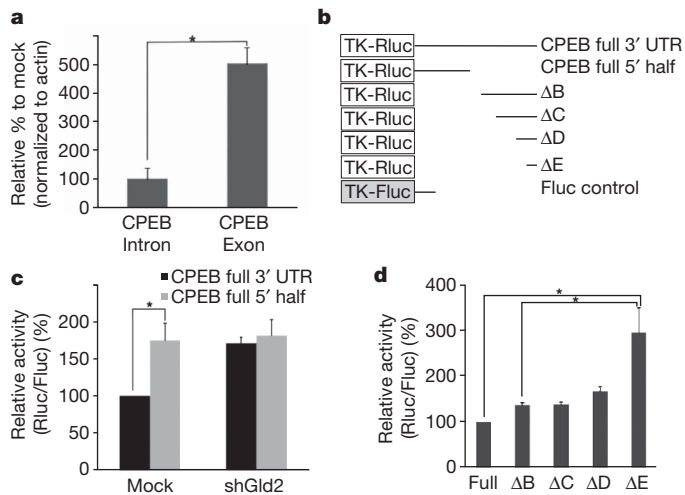 a
Relative % to mock
(normalized to actin)
*
500
400
300
200
100
0
CPEB
Intron
CPEB
Exon
b
TK-Rluc
CPEB full 3′ UTR
TK-Rluc
CPEB full 5′ half
TK-Rluc
ΔB
TK-Rluc
ΔC
TK-Rluc
ΔD
TK-Rluc
ΔE
TK-Fluc
Fluc control
c
CPEB full 3′ UTR
CPEB full 5′ half
Relative activity
(Rluc/Fluc) (%)
*
200
150
100
50
0
Mock
shGld2
d
Relative activity
(Rluc/Fluc) (%)
*
*
400
300
200
100
0
Full
ΔB
ΔC
ΔD
ΔE